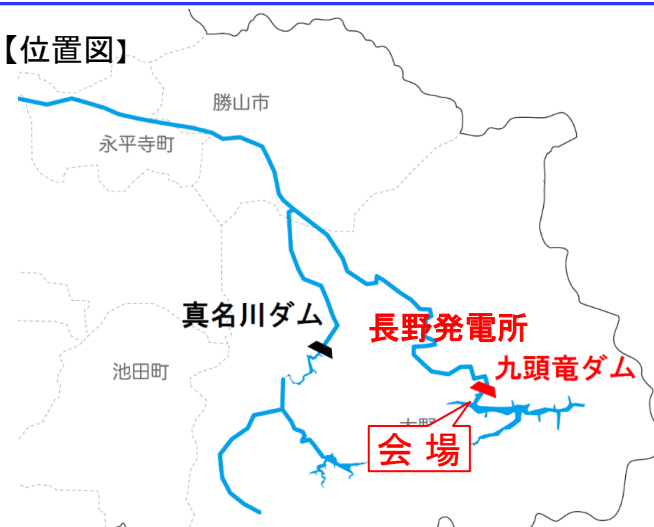 【位置図】
勝山市
永平寺町
真名川ダム
長野発電所
九頭竜ダム
池田町
会 場